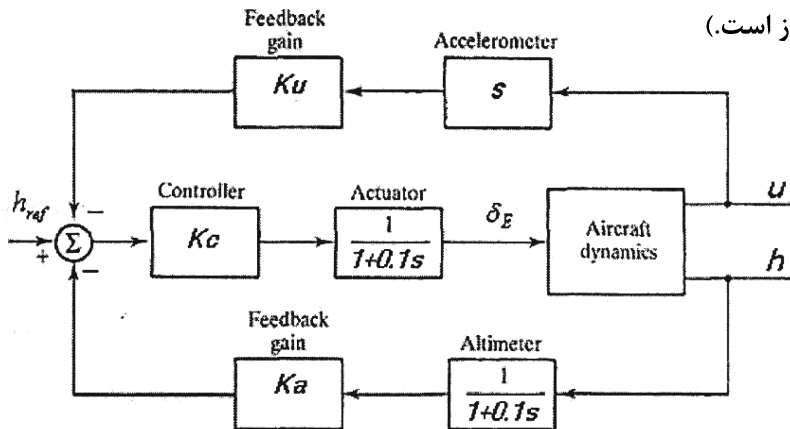 ز است.)
Feedback
gain
Accelerometer
Ku
s
h_ref
−
+
−
Σ
Controller
Kc
Actuator
1
1+0.1s
δ_E
Aircraft
dynamics
u
h
Feedback
gain
Altimeter
Ka
1
1+0.1s